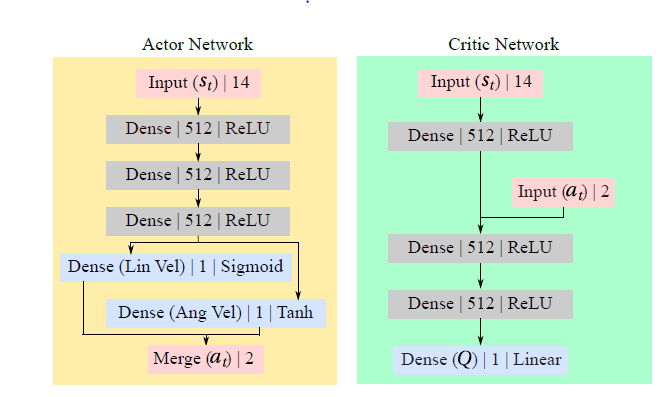 Actor Network
Input (s_t) | 14
Dense | 512 | ReLU
Dense | 512 | ReLU
Dense | 512 | ReLU
Dense (Lin Vel) | 1 | Sigmoid
Dense (Ang Vel) | 1 | Tanh
Merge (a_t) | 2
Critic Network
Input (s_t) | 14
Dense | 512 | ReLU
Input (a_t) | 2
Dense | 512 | ReLU
Dense | 512 | ReLU
Dense (Q) | 1 | Linear